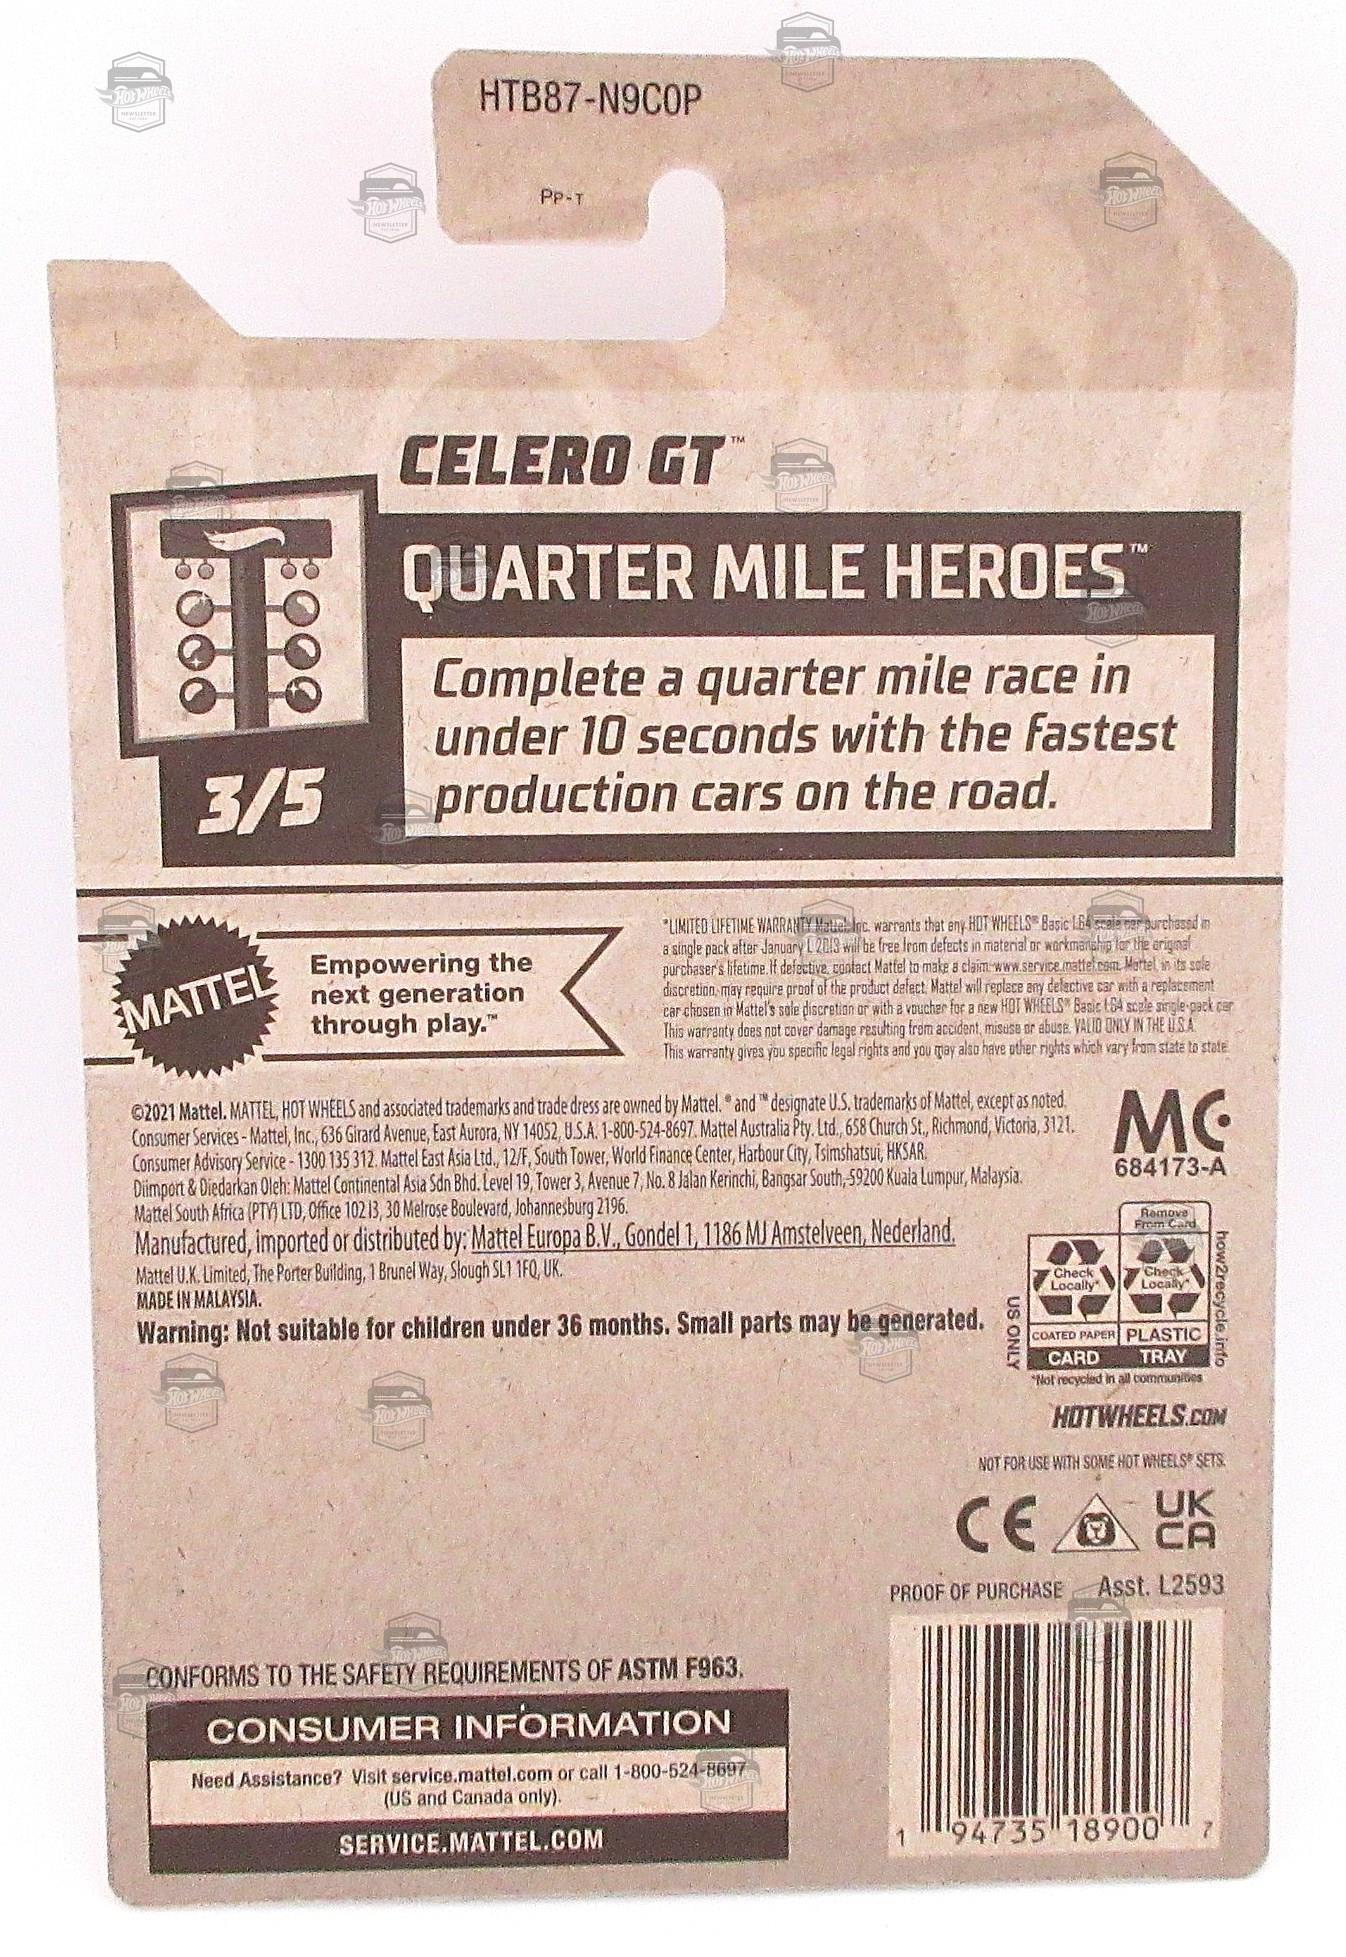 HTB87-N9C0P
PP-T
CELERO GT™
QUARTER MILE HEROES™
Complete a quarter mile race in
under 10 seconds with the fastest
production cars on the road.
3/5
MATTEL
Empowering the
next generation
through play.™
*LIMITED LIFETIME WARRANTY Mattel, Inc. warrants that any HOT WHEELS® Basic 1:64 scale car purchased in
a single pack after January 1, 2013 will be free from defects in material or workmanship for the original
purchaser's lifetime. If defective, contact Mattel to make a claim: www.service.mattel.com. Mattel, in its sole
discretion, may require proof of the product defect. Mattel will replace any defective car with a replacement
car chosen in Mattel's sole discretion or with a voucher for a new HOT WHEELS® Basic 1:64 scale single-pack car.
This warranty does not cover damage resulting from accident, misuse or abuse. VALID ONLY IN THE U.S.A.
This warranty gives you specific legal rights and you may also have other rights which vary from state to state.
©2021 Mattel. MATTEL, HOT WHEELS and associated trademarks and trade dress are owned by Mattel. ® and ™ designate U.S. trademarks of Mattel, except as noted.
Consumer Services - Mattel, Inc., 636 Girard Avenue, East Aurora, NY 14052, U.S.A. 1-800-524-8697. Mattel Australia Pty. Ltd., 658 Church St., Richmond, Victoria, 3121.
Consumer Advisory Service - 1300 135 312. Mattel East Asia Ltd., 12/F, South Tower, World Finance Center, Harbour City, Tsimshatsui, HKSAR.
Diimport & Diedarkan Oleh: Mattel Continental Asia Sdn Bhd. Level 19, Tower 3, Avenue 7, No. 8 Jalan Kerinchi, Bangsar South, 59200 Kuala Lumpur, Malaysia.
Mattel South Africa (PTY) LTD, Office 102 I3, 30 Melrose Boulevard, Johannesburg 2196.
Manufactured, imported or distributed by: Mattel Europa B.V., Gondel 1, 1186 MJ Amstelveen, Nederland.
Mattel U.K. Limited, The Porter Building, 1 Brunel Way, Slough SL1 1FQ, UK.
MADE IN MALAYSIA.
Warning: Not suitable for children under 36 months. Small parts may be generated.
MC
684173-A
Remove
From Card
Check
Locally*
Check
Locally*
COATED PAPER
PLASTIC
CARD
TRAY
US ONLY
how2recycle.info
*Not recycled in all communities
HOTWHEELS.COM
NOT FOR USE WITH SOME HOT WHEELS® SETS.
CE
UK
CA
PROOF OF PURCHASE Asst. L2593
1 94735 18900 7
CONFORMS TO THE SAFETY REQUIREMENTS OF ASTM F963.
CONSUMER INFORMATION
Need Assistance? Visit service.mattel.com or call 1-800-524-8697
(US and Canada only).
SERVICE.MATTEL.COM
Hot Wheels
NEWSLETTER